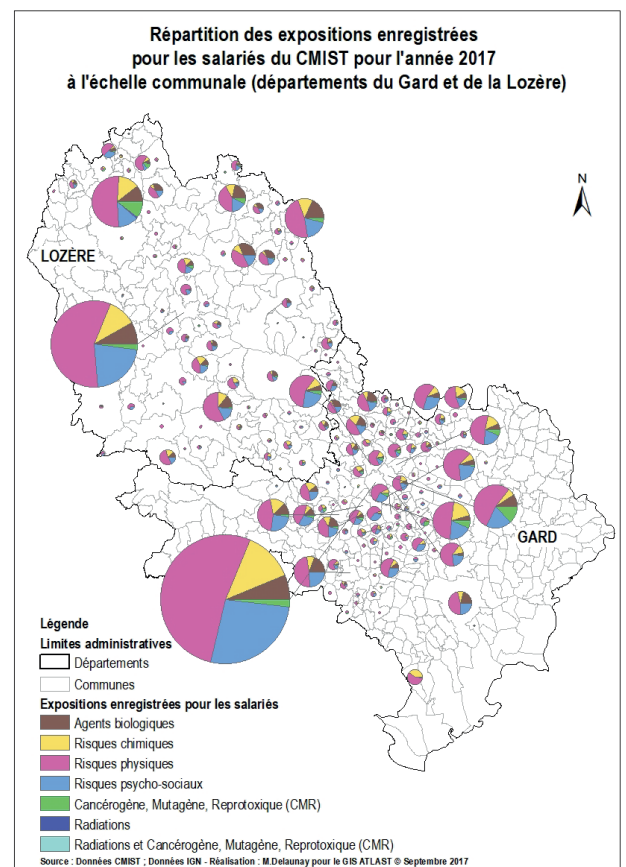 Répartition des expositions enregistrées
pour les salariés du CMIST pour l'année 2017
à l'échelle communale (départements du Gard et de la Lozère)
N
LOZÈRE
GARD
Légende
Limites administratives
Départements
Communes
Expositions enregistrées pour les salariés
Agents biologiques
Risques chimiques
Risques physiques
Risques psycho-sociaux
Cancérogène, Mutagène, Reprotoxique (CMR)
Radiations
Radiations et Cancérogène, Mutagène, Reprotoxique (CMR)
Source : Données CMIST ; Données IGN - Réalisation : M.Delaunay pour le GIS ATLAST © Septembre 2017